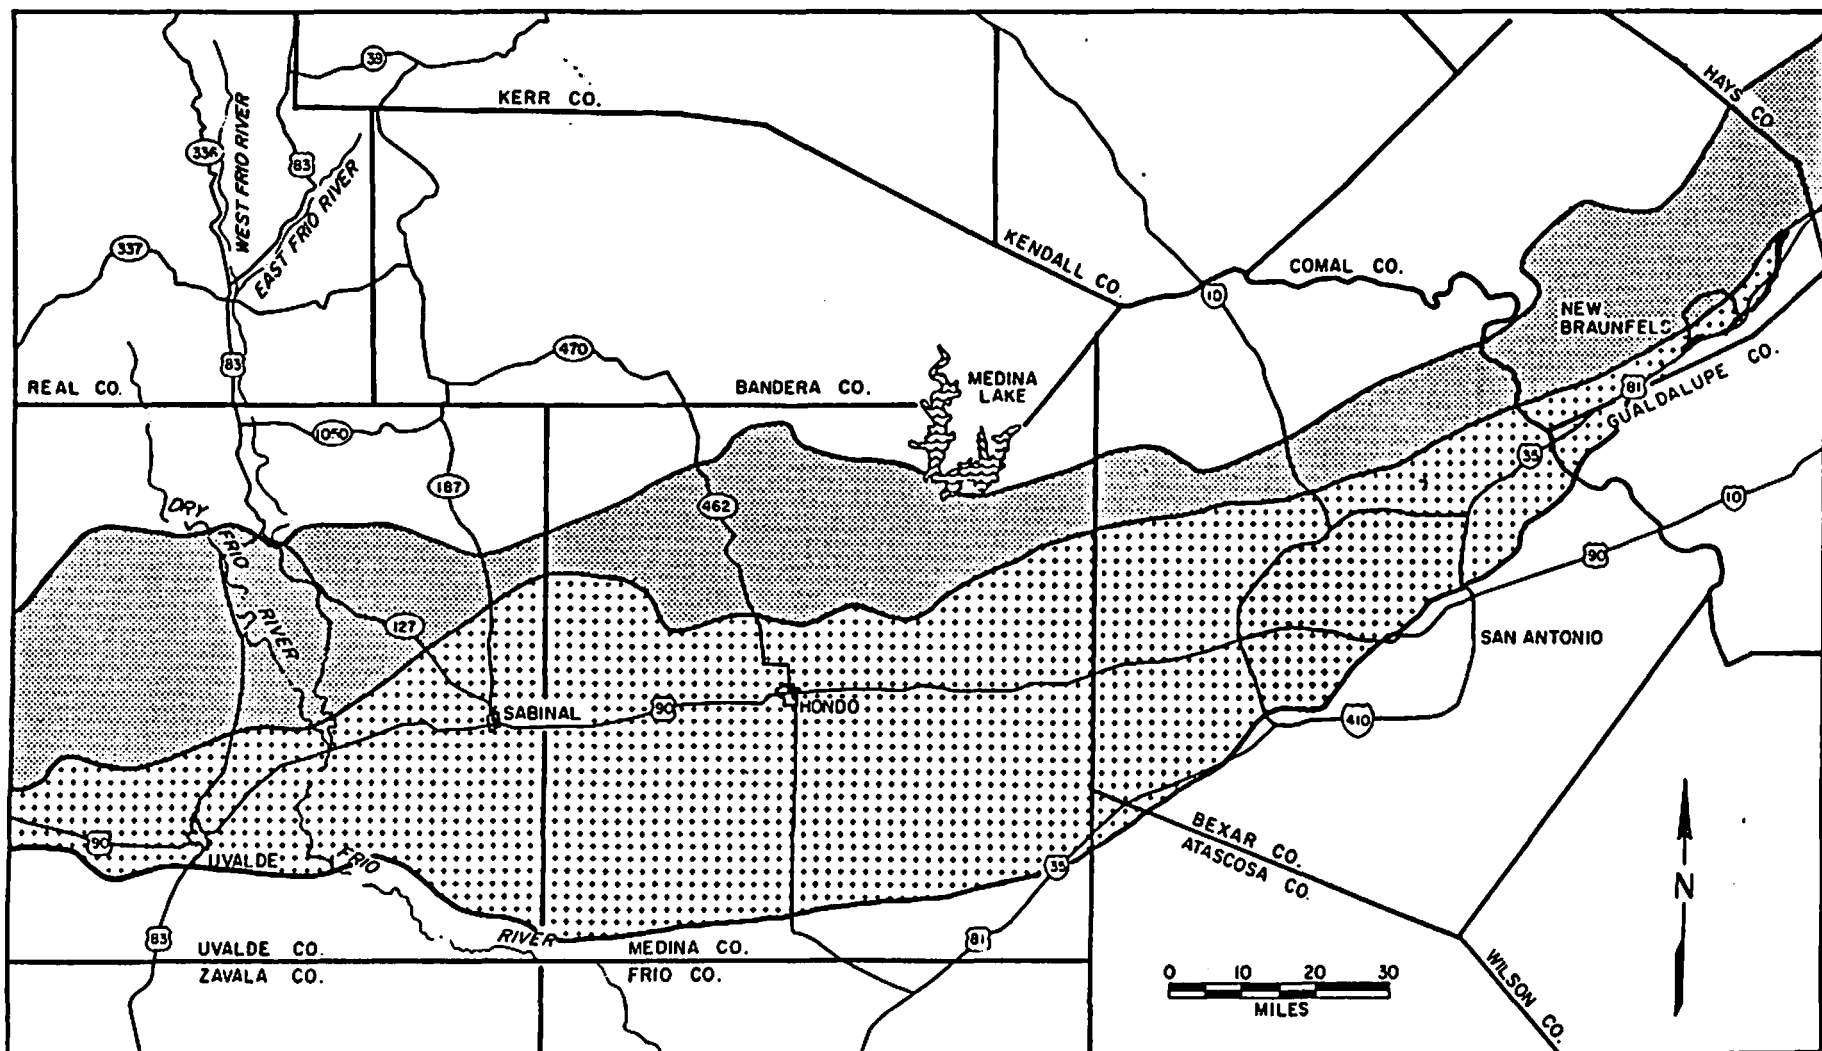 39
KERR CO.
HAYS CO.
336
WEST FRIO RIVER
83
EAST FRIO RIVER
337
KENDALL CO.
COMAL CO.
10
NEW
BRAUNFELS
470
83
REAL CO.
BANDERA CO.
MEDINA
LAKE
81
GUALDALUPE CO.
1050
187
462
35
10
DRY
FRIO
RIVER
90
127
SAN ANTONIO
SABINAL
90
HONDO
410
90
UVALDE
FRIO
RIVER
35
BEXAR CO.
ATASCOSA CO.
N
83
UVALDE CO.
ZAVALA CO.
MEDINA CO.
FRIO CO.
81
WILSON CO.
0 10 20 30
MILES